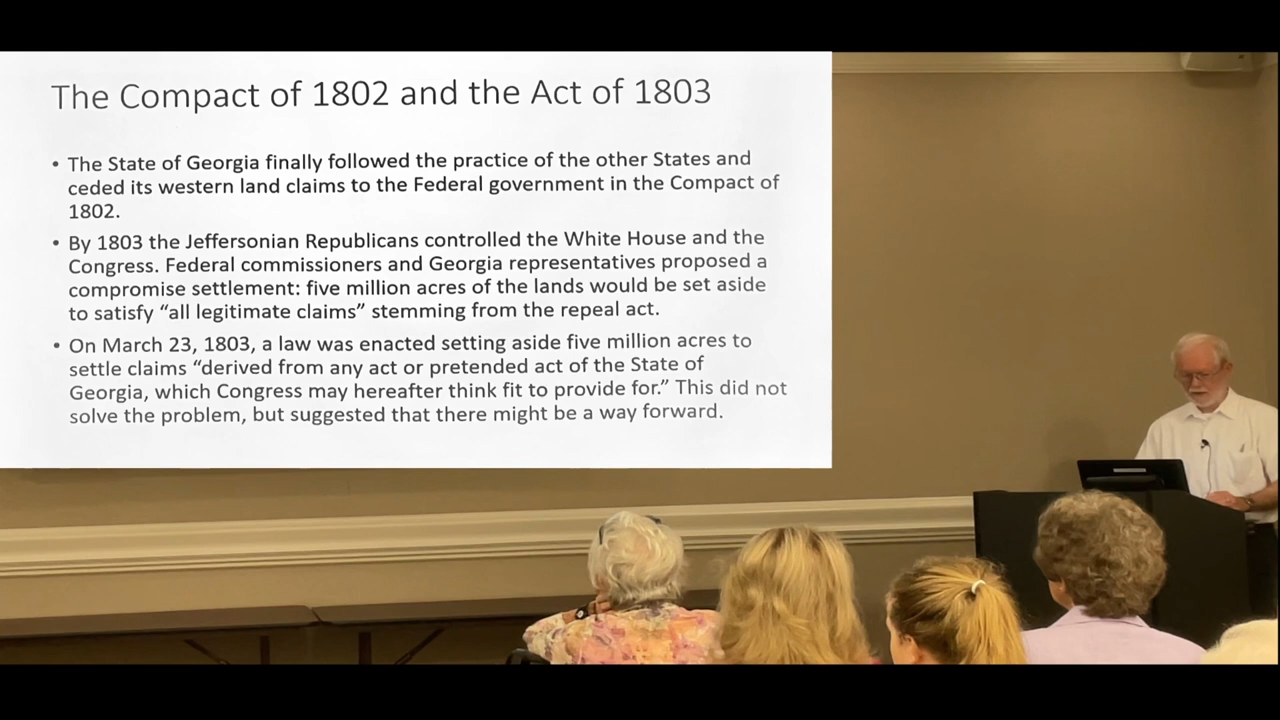 The Compact of 1802 and the Act of 1803
• The State of Georgia finally followed the practice of the other States and
ceded its western land claims to the Federal government in the Compact of
1802.
• By 1803 the Jeffersonian Republicans controlled the White House and the
Congress. Federal commissioners and Georgia representatives proposed a
compromise settlement: five million acres of the lands would be set aside
to satisfy “all legitimate claims” stemming from the repeal act.
• On March 23, 1803, a law was enacted setting aside five million acres to
settle claims “derived from any act or pretended act of the State of
Georgia, which Congress may hereafter think fit to provide for.” This did not
solve the problem, but suggested that there might be a way forward.